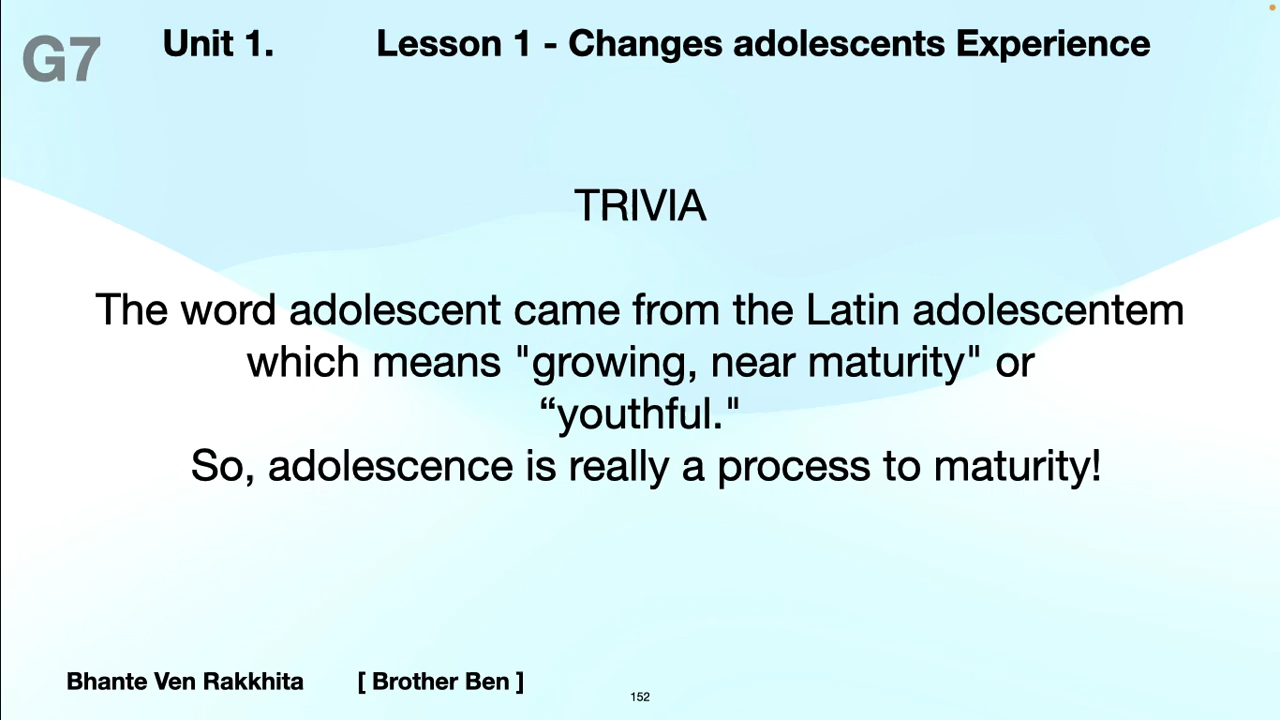 G7
Unit 1. Lesson 1 - Changes adolescents Experience
TRIVIA
The word adolescent came from the Latin adolescentem
which means "growing, near maturity" or
“youthful."
So, adolescence is really a process to maturity!
Bhante Ven Rakkhita [ Brother Ben ]
152